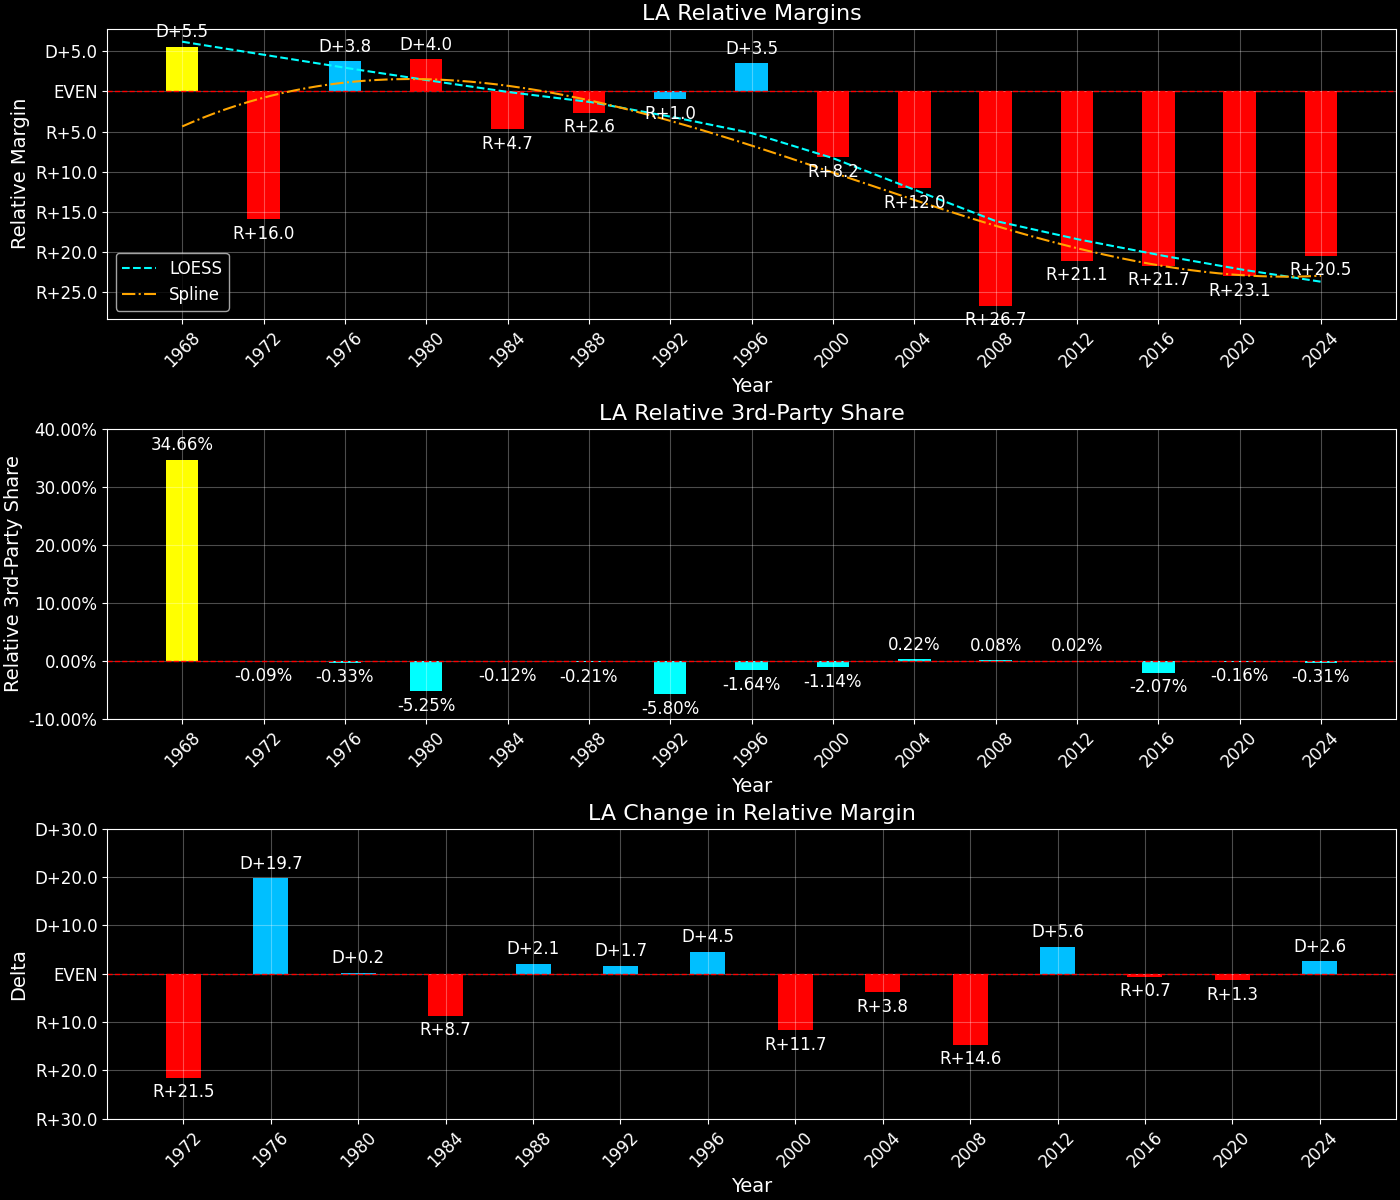 LA Relative Margins
Relative Margin
D+5.0
EVEN
R+5.0
R+10.0
R+15.0
R+20.0
R+25.0
D+5.5
R+16.0
D+3.8
D+4.0
R+4.7
R+2.6
R+1.0
D+3.5
R+8.2
R+12.0
R+26.7
R+21.1
R+21.7
R+23.1
R+20.5
LOESS
Spline
1968 1972 1976 1980 1984 1988 1992 1996 2000 2004 2008 2012 2016 2020 2024
Year
LA Relative 3rd-Party Share
Relative 3rd-Party Share
40.00%
30.00%
20.00%
10.00%
0.00%
-10.00%
34.66%
-0.09%
-0.33%
-5.25%
-0.12%
-0.21%
-5.80%
-1.64%
-1.14%
0.22%
0.08%
0.02%
-2.07%
-0.16%
-0.31%
1968 1972 1976 1980 1984 1988 1992 1996 2000 2004 2008 2012 2016 2020 2024
Year
LA Change in Relative Margin
Delta
D+30.0
D+20.0
D+10.0
EVEN
R+10.0
R+20.0
R+30.0
R+21.5
D+19.7
D+0.2
R+8.7
D+2.1
D+1.7
D+4.5
R+11.7
R+3.8
R+14.6
D+5.6
R+0.7
R+1.3
D+2.6
1972 1976 1980 1984 1988 1992 1996 2000 2004 2008 2012 2016 2020 2024
Year